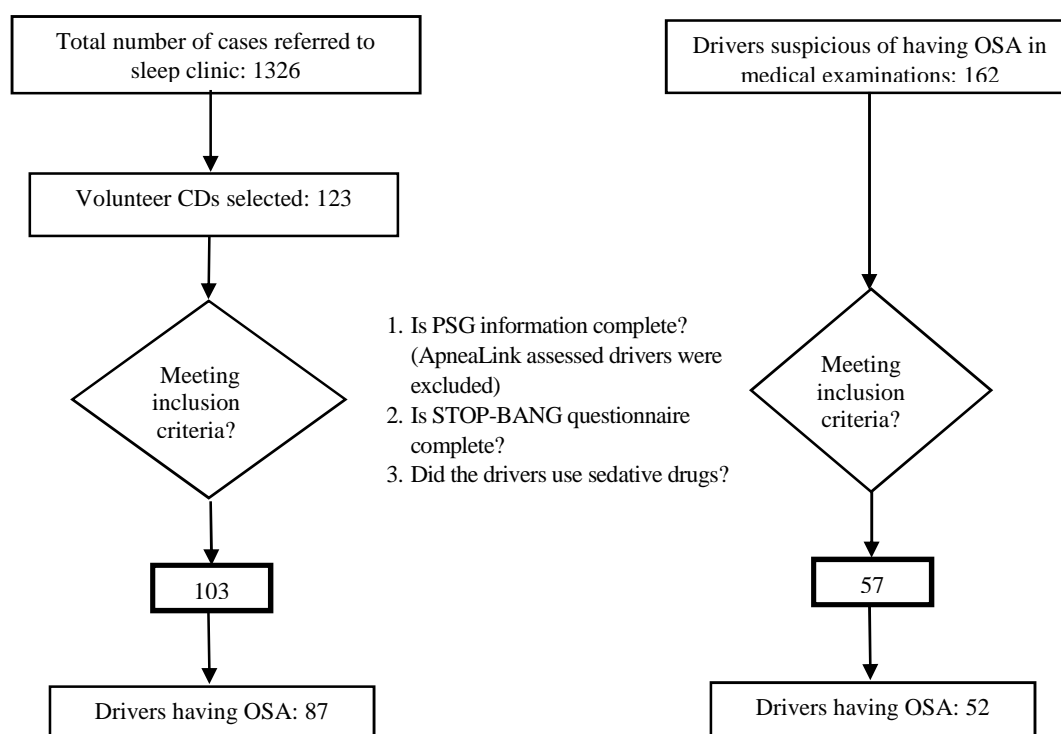 Total number of cases referred to
sleep clinic: 1326
Volunteer CDs selected: 123
Meeting
inclusion
criteria?
103
Drivers having OSA: 87
1. Is PSG information complete?
(ApneaLink assessed drivers were
excluded)
2. Is STOP-BANG questionnaire
complete?
3. Did the drivers use sedative drugs?
Drivers suspicious of having OSA in
medical examinations: 162
Meeting
inclusion
criteria?
57
Drivers having OSA: 52